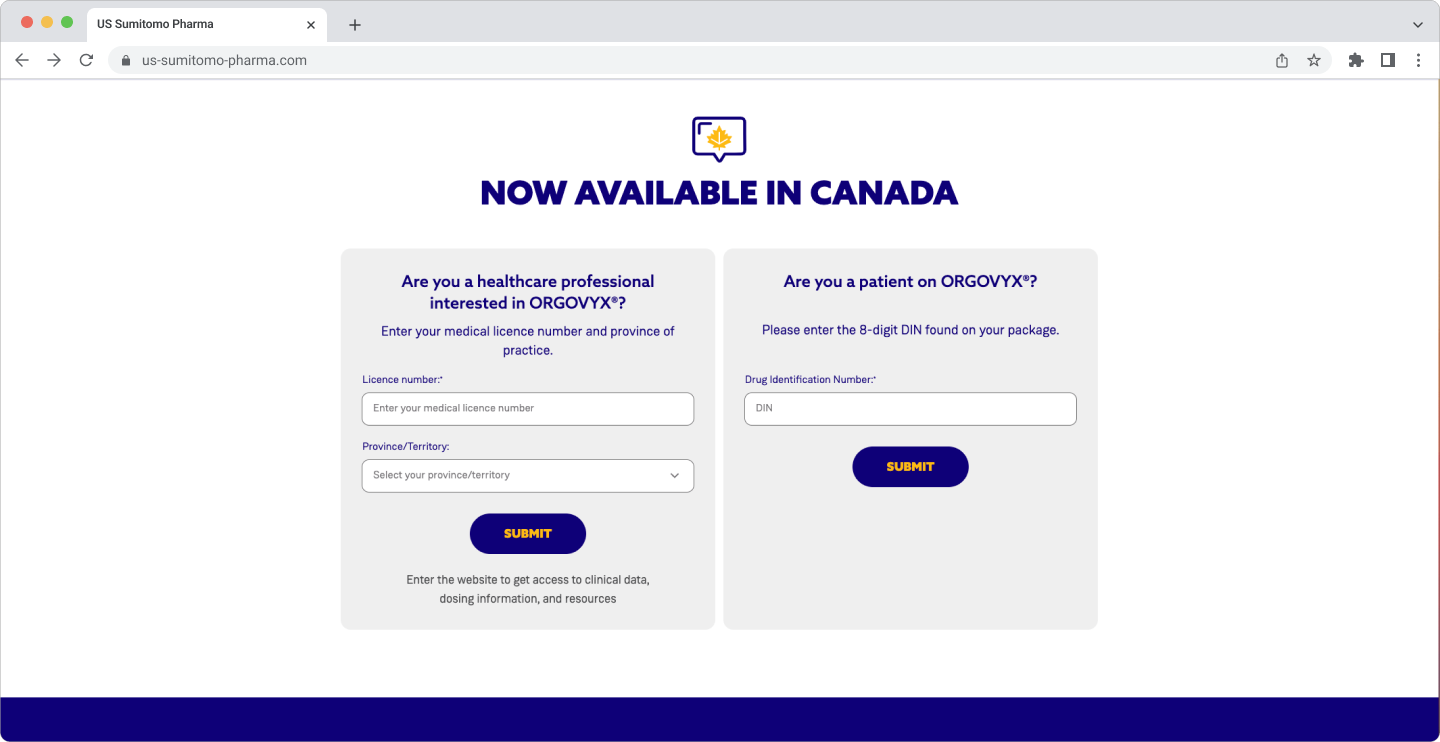 US Sumitomo Pharma
us-sumitomo-pharma.com
NOW AVAILABLE IN CANADA
Are you a healthcare professional
interested in ORGOVYX®?
Enter your medical licence number and province of
practice.
Licence number:*
Enter your medical licence number
Province/Territory:
Select your province/territory
SUBMIT
Enter the website to get access to clinical data,
dosing information, and resources
Are you a patient on ORGOVYX®?
Please enter the 8-digit DIN found on your package.
Drug Identification Number:*
DIN
SUBMIT